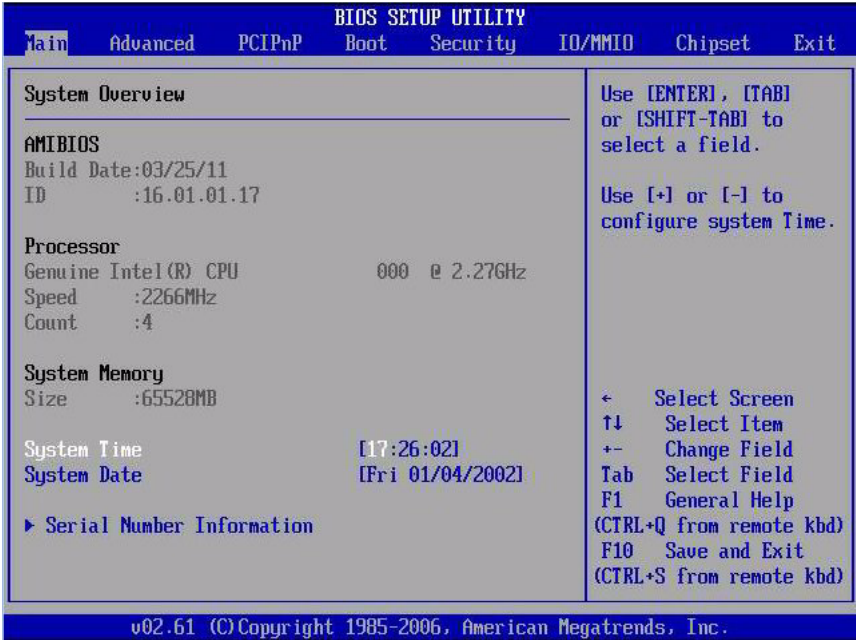 BIOS SETUP UTILITY
Main Advanced PCIPnP Boot Security IO/MMIO Chipset Exit
System Overview
AMIBIOS
Build Date:03/25/11
ID :16.01.01.17
Processor
Genuine Intel(R) CPU 000 @ 2.27GHz
Speed :2266MHz
Count :4
System Memory
Size :65528MB
System Time [17:26:02]
System Date [Fri 01/04/2002]
▶ Serial Number Information
Use [ENTER], [TAB]
or [SHIFT-TAB] to
select a field.
Use [+] or [-] to
configure system Time.
← Select Screen
↑↓ Select Item
+- Change Field
Tab Select Field
F1 General Help
(CTRL+Q from remote kbd)
F10 Save and Exit
(CTRL+S from remote kbd)
v02.61 (C)Copyright 1985-2006, American Megatrends, Inc.